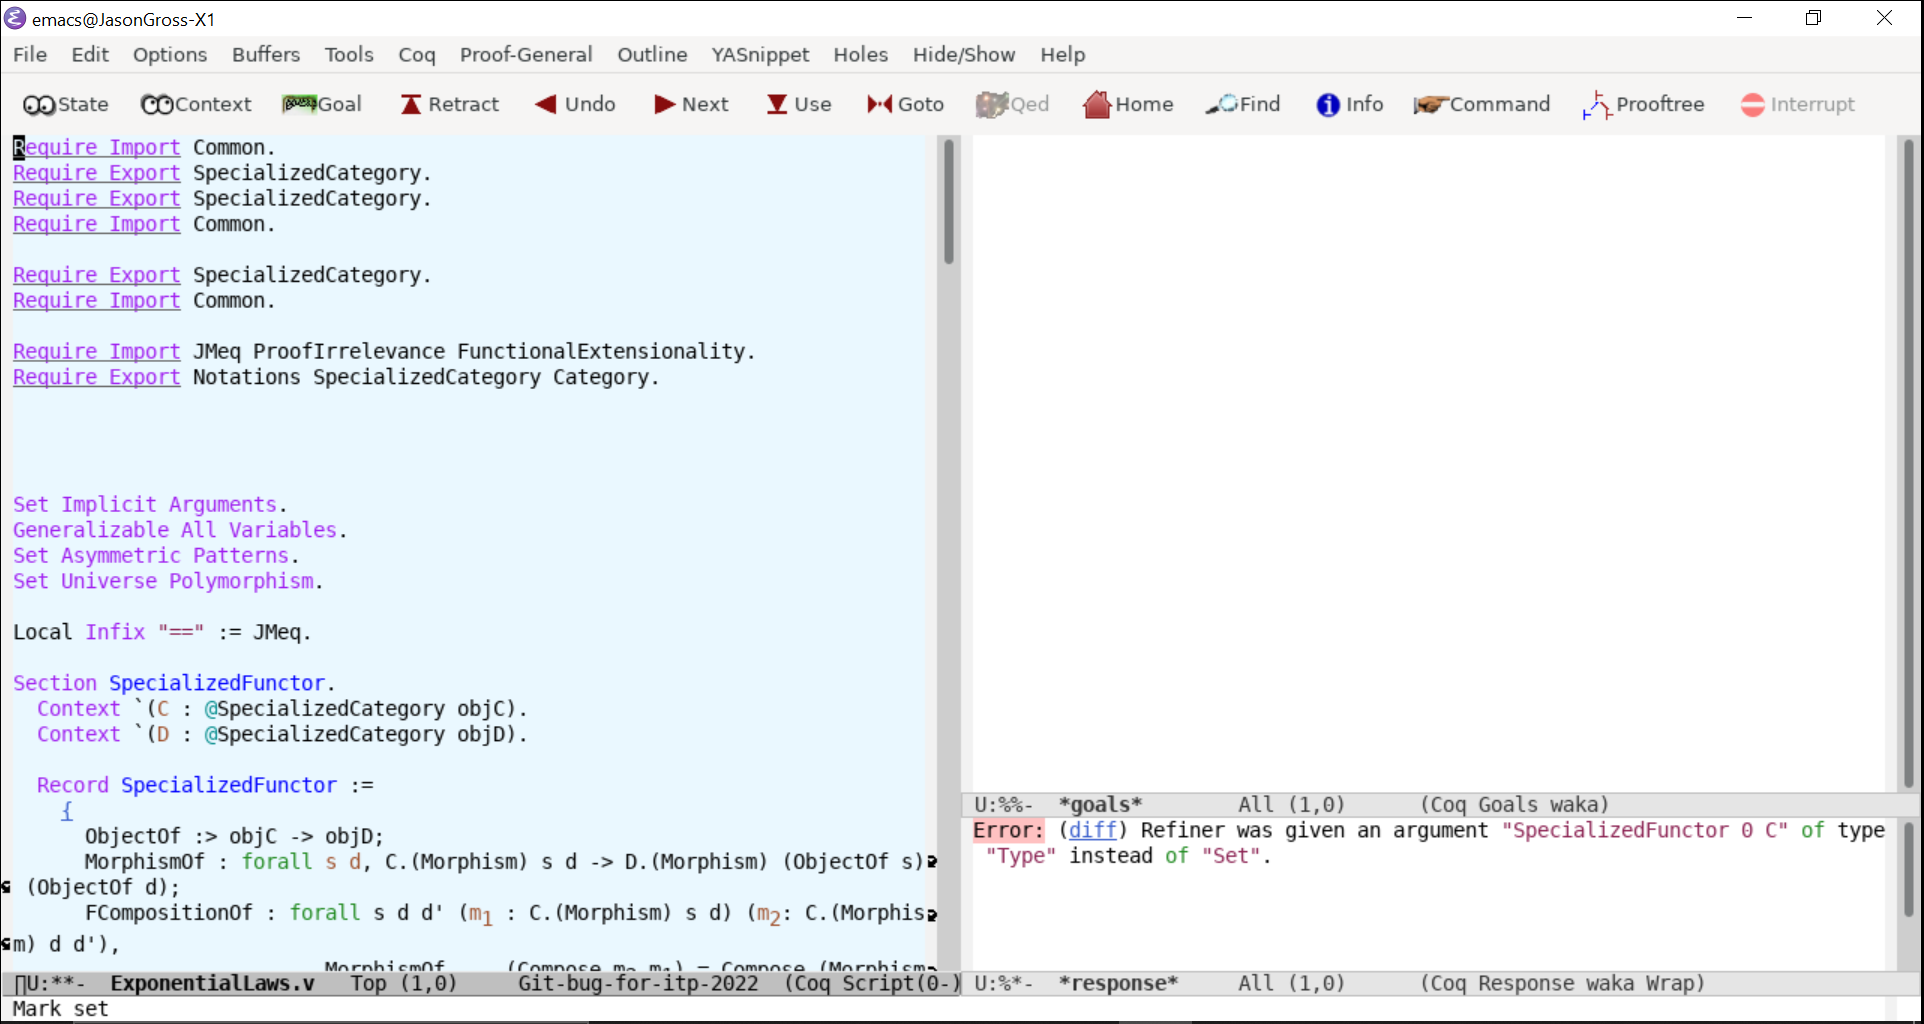 emacs@JasonGross-X1
File Edit Options Buffers Tools Coq Proof-General Outline YASnippet Holes Hide/Show Help
State Context Goal Retract Undo Next Use Goto Qed Home Find Info Command Prooftree Interrupt
Require Import Common.
Require Export SpecializedCategory.
Require Export SpecializedCategory.
Require Import Common.
Require Export SpecializedCategory.
Require Import Common.
Require Import JMeq ProofIrrelevance FunctionalExtensionality.
Require Export Notations SpecializedCategory Category.
Set Implicit Arguments.
Generalizable All Variables.
Set Asymmetric Patterns.
Set Universe Polymorphism.
Local Infix "==" := JMeq.
Section SpecializedFunctor.
Context `(C : @SpecializedCategory objC).
Context `(D : @SpecializedCategory objD).
Record SpecializedFunctor :=
{
ObjectOf :> objC -> objD;
MorphismOf : forall s d, C.(Morphism) s d -> D.(Morphism) (ObjectOf s)
(ObjectOf d);
FCompositionOf : forall s d d' (m₁ : C.(Morphism) s d) (m₂: C.(Morphis
m) d d'),
MorphismOf _ _ (Compose m₂ m₁) = Compose (Morphism
U:**- ExponentialLaws.v Top (1,0) Git-bug-for-itp-2022 (Coq Script(0-)
Mark set
U:%%- *goals* All (1,0) (Coq Goals waka)
Error: (diff) Refiner was given an argument "SpecializedFunctor 0 C" of type
"Type" instead of "Set".
U:%*- *response* All (1,0) (Coq Response waka Wrap)